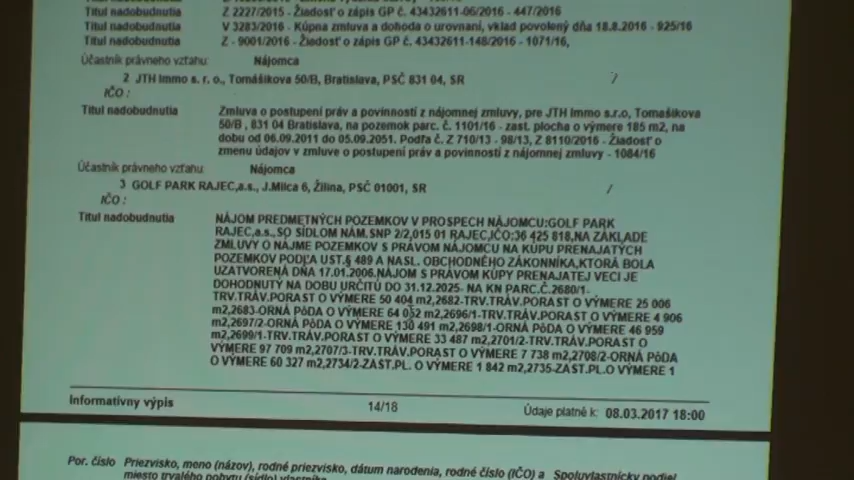 Titul nadobudnutia Z 2227/2015 - Žiadosť o zápis GP č. 43432611-06/2016 - 447/2016
Titul nadobudnutia V 3283/2016 - Kúpna zmluva a dohoda o urovnaní, vklad povolený dňa 18.8.2016 - 925/16
Titul nadobudnutia Z - 9001/2016 - Žiadosť o zápis GP č. 43432611-148/2016 - 1071/16,
Účastník právneho vzťahu: Nájomca
2 JTH Immo s. r. o., Tomášikova 50/B, Bratislava, PSČ 831 04, SR /
IČO :
Titul nadobudnutia Zmluva o postupení práv a povinností z nájomnej zmluvy, pre JTH Immo s.r.o, Tomašikova
50/B , 831 04 Bratislava, na pozemok parc. č. 1101/16 - zast. plocha o výmere 185 m2, na
dobu od 06.09.2011 do 05.09.2051. Podľa č. Z 710/13 - 98/13, Z 8110/2016 - Žiadosť o
zmenu údajov v zmluve o postupení práv a povinností z nájomnej zmluvy - 1084/16
Účastník právneho vzťahu: Nájomca
3 GOLF PARK RAJEC,a.s., J.Milca 6, Žilina, PSČ 01001, SR /
IČO :
Titul nadobudnutia NÁJOM PREDMETNÝCH POZEMKOV V PROSPECH NÁJOMCU:GOLF PARK
RAJEC,a.s.,SO SÍDLOM NÁM.SNP 2/2,015 01 RAJEC,IČO:36 425 818,NA ZÁKLADE
ZMLUVY O NÁJME POZEMKOV S PRÁVOM NÁJOMCU NA KÚPU PRENAJATÝCH
POZEMKOV PODĽA UST.§ 489 A NASL. OBCHODNÉHO ZÁKONNÍKA,KTORÁ BOLA
UZATVORENÁ DŇA 17.01.2006.NÁJOM S PRÁVOM KÚPY PRENAJATEJ VECI JE
DOHODNUTÝ NA DOBU URČITÚ DO 31.12.2025- NA KN PARC.Č.2680/1-
TRV.TRÁV.PORAST O VÝMERE 50 404 m2,2682-TRV.TRÁV.PORAST O VÝMERE 25 006
m2,2683-ORNÁ PôDA O VÝMERE 64 052 m2,2696/1-TRV.TRÁV.PORAST O VÝMERE 4 906
m2,2697/2-ORNÁ PôDA O VÝMERE 130 491 m2,2698/1-ORNÁ PôDA O VÝMERE 46 959
m2,2699/1-TRV.TRÁV.PORAST O VÝMERE 33 487 m2,2701/2-TRV.TRÁV.PORAST O
VÝMERE 97 709 m2,2707/3-TRV.TRÁV.PORAST O VÝMERE 7 738 m2,2708/2-ORNÁ PôDA
O VÝMERE 60 327 m2,2734/2-ZAST.PL. O VÝMERE 1 842 m2,2735-ZAST.PL.O VÝMERE 1
Informatívny výpis 14/18 Údaje platné k: 08.03.2017 18:00
Por. číslo Priezvisko, meno (názov), rodné priezvisko, dátum narodenia, rodné číslo (IČO) a Spoluvlastnícky podiel
miesto trvalého pobytu (sídlo) vlastníka